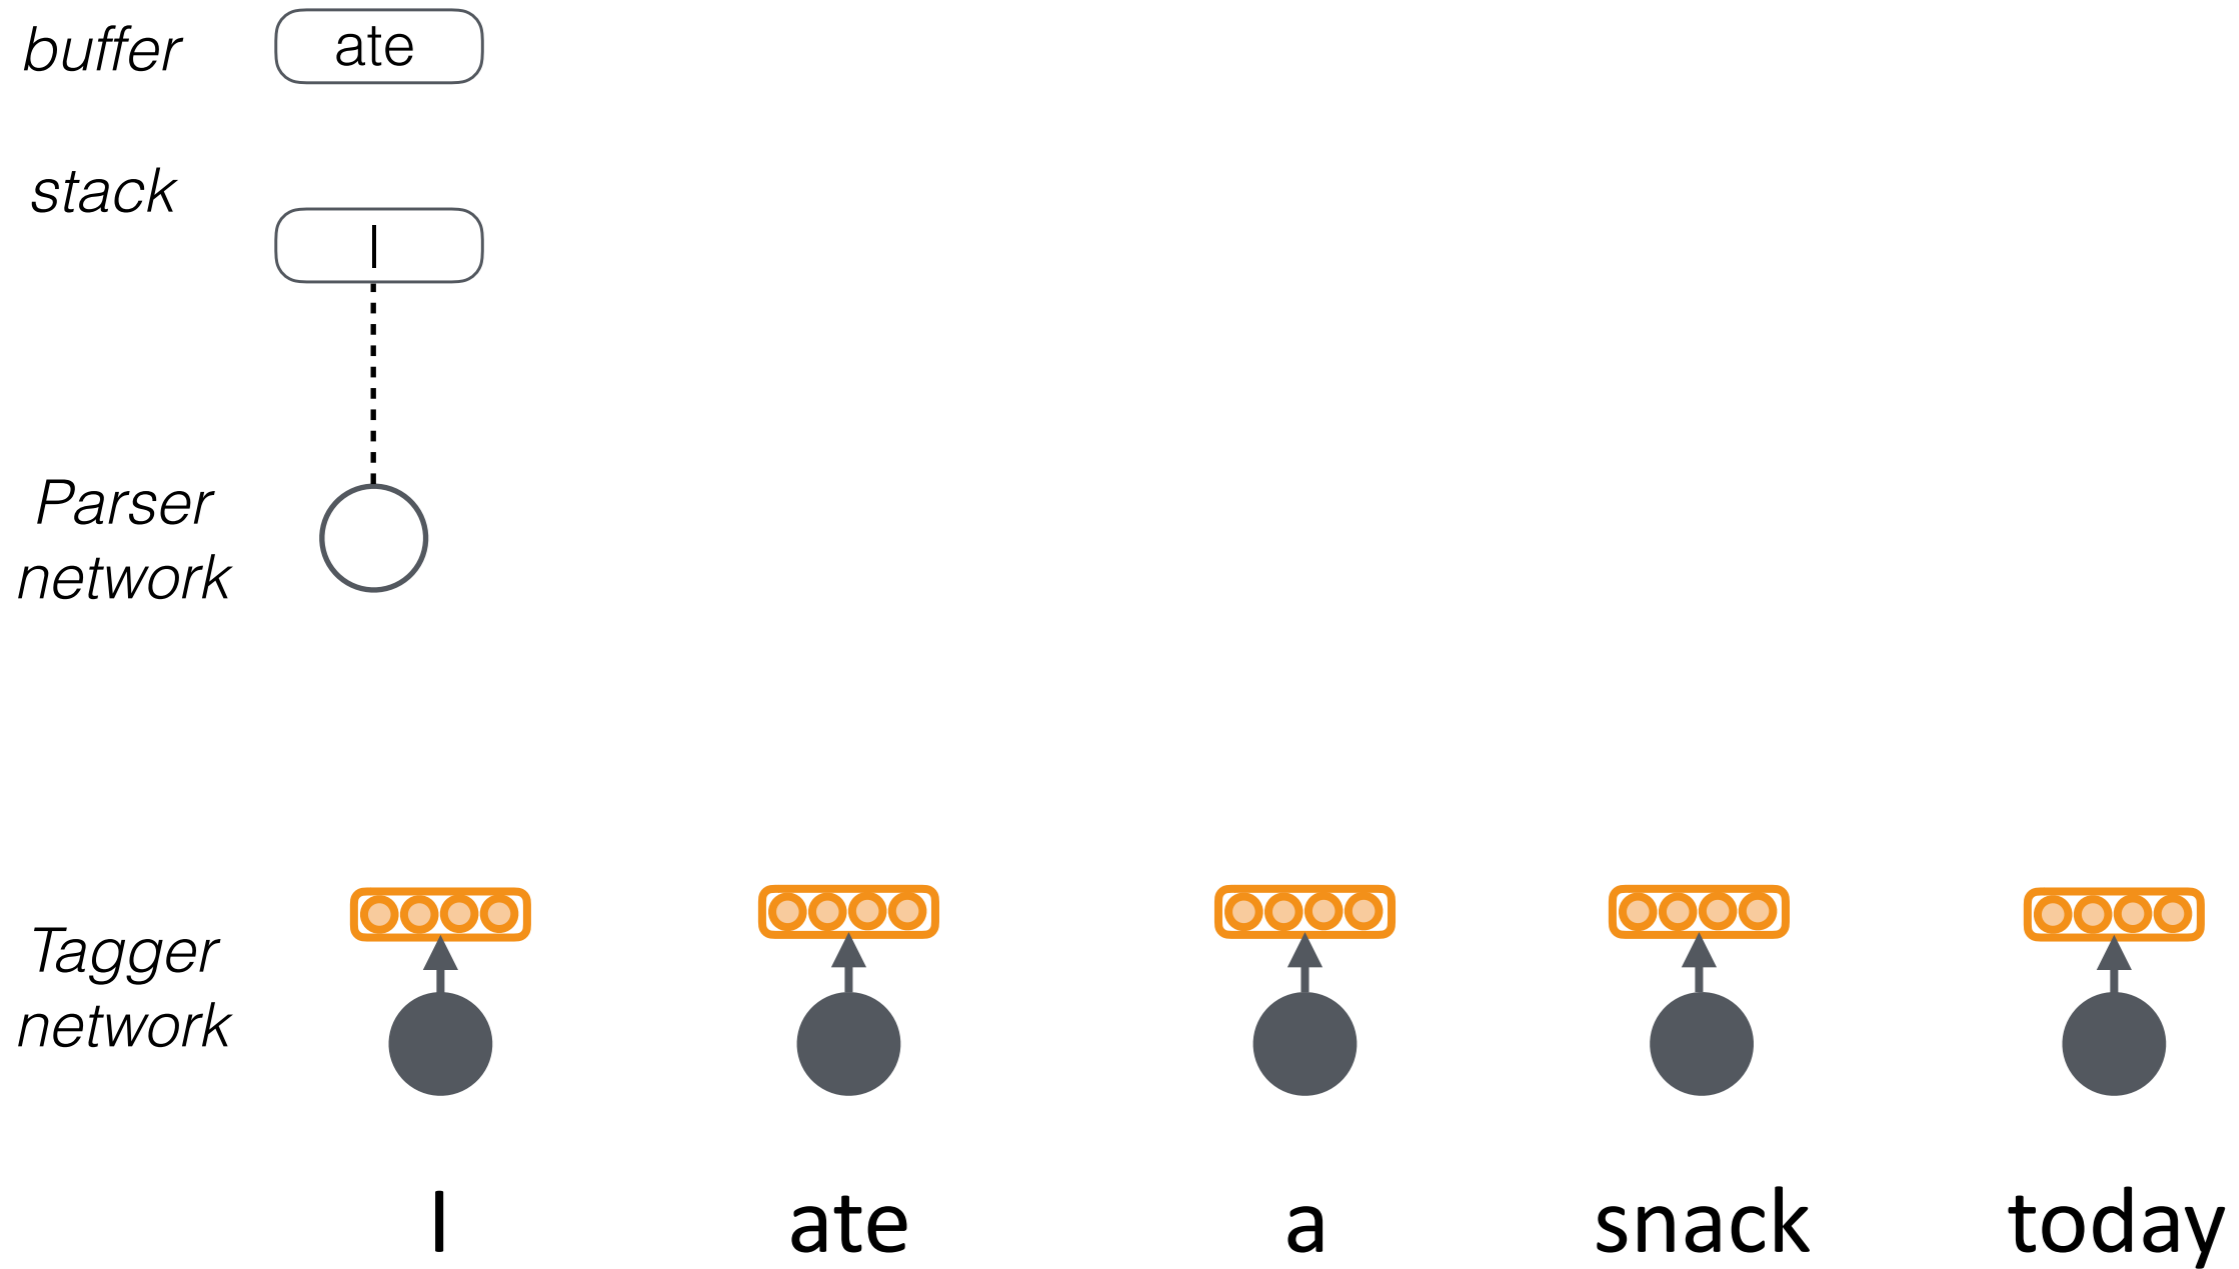 buffer ate
stack
I
Parser
network
Tagger
network
I ate a snack today